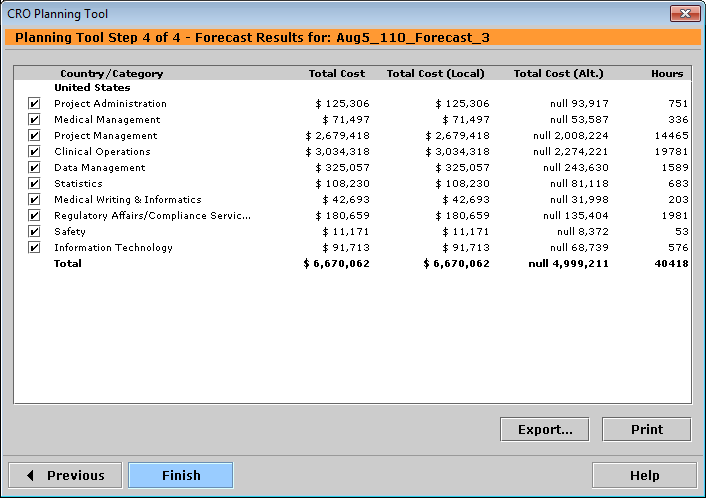 CRO Planning Tool
Planning Tool Step 4 of 4 - Forecast Results for: Aug5_110_Forecast_3
Country/Category Total Cost Total Cost (Local) Total Cost (Alt.) Hours
United States
Project Administration $ 125,306 $ 125,306 null 93,917 751
Medical Management $ 71,497 $ 71,497 null 53,587 336
Project Management $ 2,679,418 $ 2,679,418 null 2,008,224 14465
Clinical Operations $ 3,034,318 $ 3,034,318 null 2,274,221 19781
Data Management $ 325,057 $ 325,057 null 243,630 1589
Statistics $ 108,230 $ 108,230 null 81,118 683
Medical Writing & Informatics $ 42,693 $ 42,693 null 31,998 203
Regulatory Affairs/Compliance Servic... $ 180,659 $ 180,659 null 135,404 1981
Safety $ 11,171 $ 11,171 null 8,372 53
Information Technology $ 91,713 $ 91,713 null 68,739 576
Total $ 6,670,062 $ 6,670,062 null 4,999,211 40418
Export... Print
Previous Finish Help